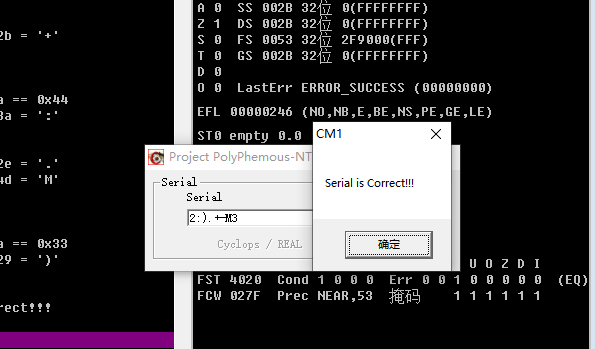 2b = '+'
a == 0x44
3a = ':'
2e = '.'
4d = 'M'
a == 0x33
29 = ')'
rect!!!
A 0 SS 002B 32位 0(FFFFFFFF)
Z 1 DS 002B 32位 0(FFFFFFFF)
S 0 FS 0053 32位 2F9000(FFF)
T 0 GS 002B 32位 0(FFFFFFFF)
D 0
O 0 LastErr ERROR_SUCCESS (00000000)
EFL 00000246 (NO,NB,E,BE,NS,PE,GE,LE)
ST0 empty 0.0
Project PolyPhemous-NT
Serial
Serial
2:).+-M3
Cyclops / REAL
CM1
Serial is Correct!!!
确定
U O Z D I
FST 4020 Cond 1 0 0 0 Err 0 0 1 0 0 0 0 0 (EQ)
FCW 027F Prec NEAR,53 掩码 1 1 1 1 1 1